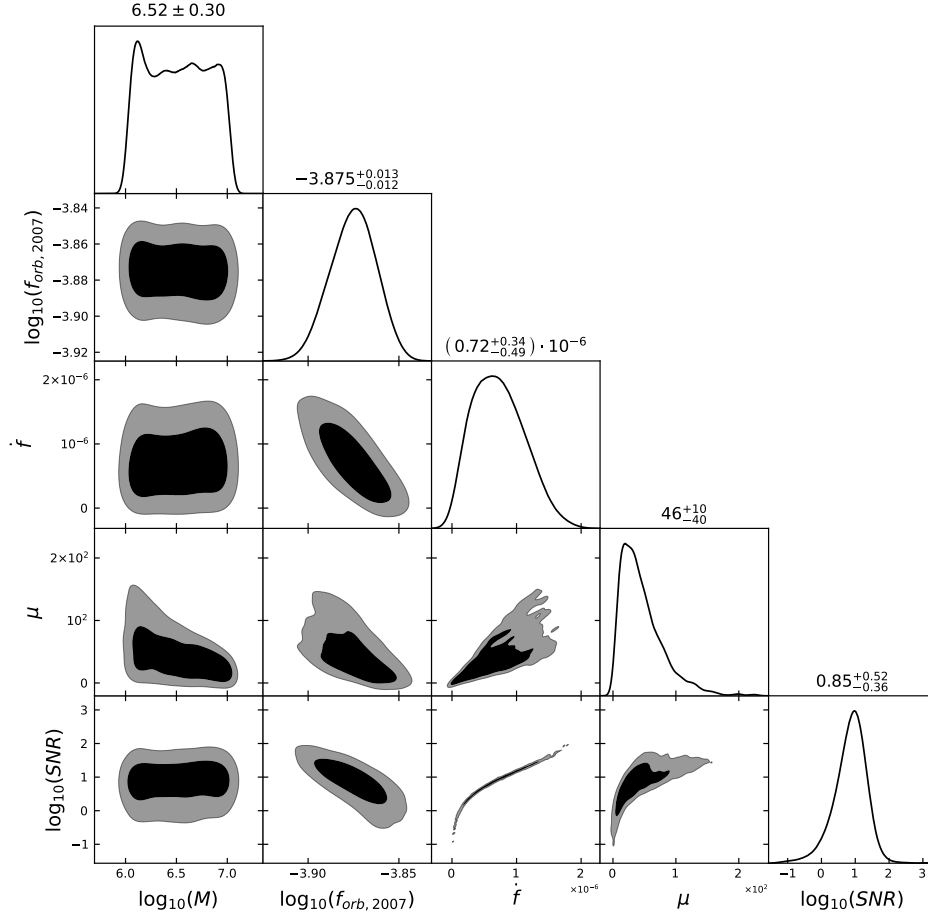 6.52 ± 0.30
−3.875 +0.013 −0.012
(0.72 +0.34 −0.49) · 10−6
46 +10 −40
0.85 +0.52 −0.36
log10(forb, 2007)
−3.84
−3.86
−3.88
−3.90
−3.92
ḟ
2×10−6
10−6
0
μ
2×10²
10²
0
log10(SNR)
3
2
1
0
−1
6.0 6.5 7.0
log10(M)
−3.90 −3.85
log10(forb, 2007)
0 1 2
×10−6
ḟ
0 1 2
×10²
μ
−1 0 1 2 3
log10(SNR)